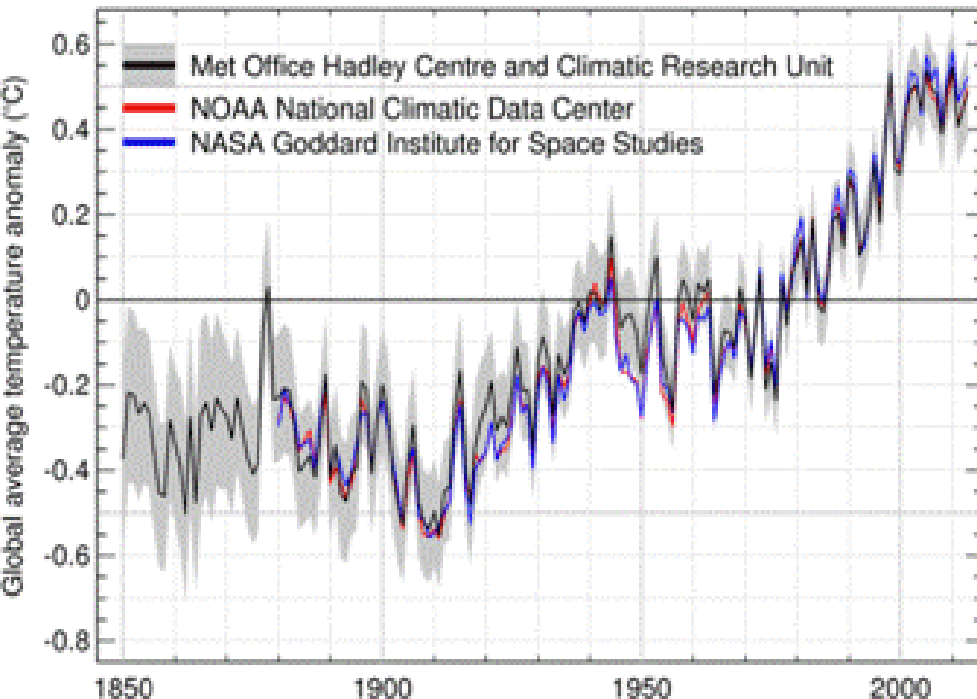 Global average temperature anomaly (°C)
0.6
0.4
0.2
0
-0.2
-0.4
-0.6
-0.8
Met Office Hadley Centre and Climatic Research Unit
NOAA National Climatic Data Center
NASA Goddard Institute for Space Studies
1850 1900 1950 2000